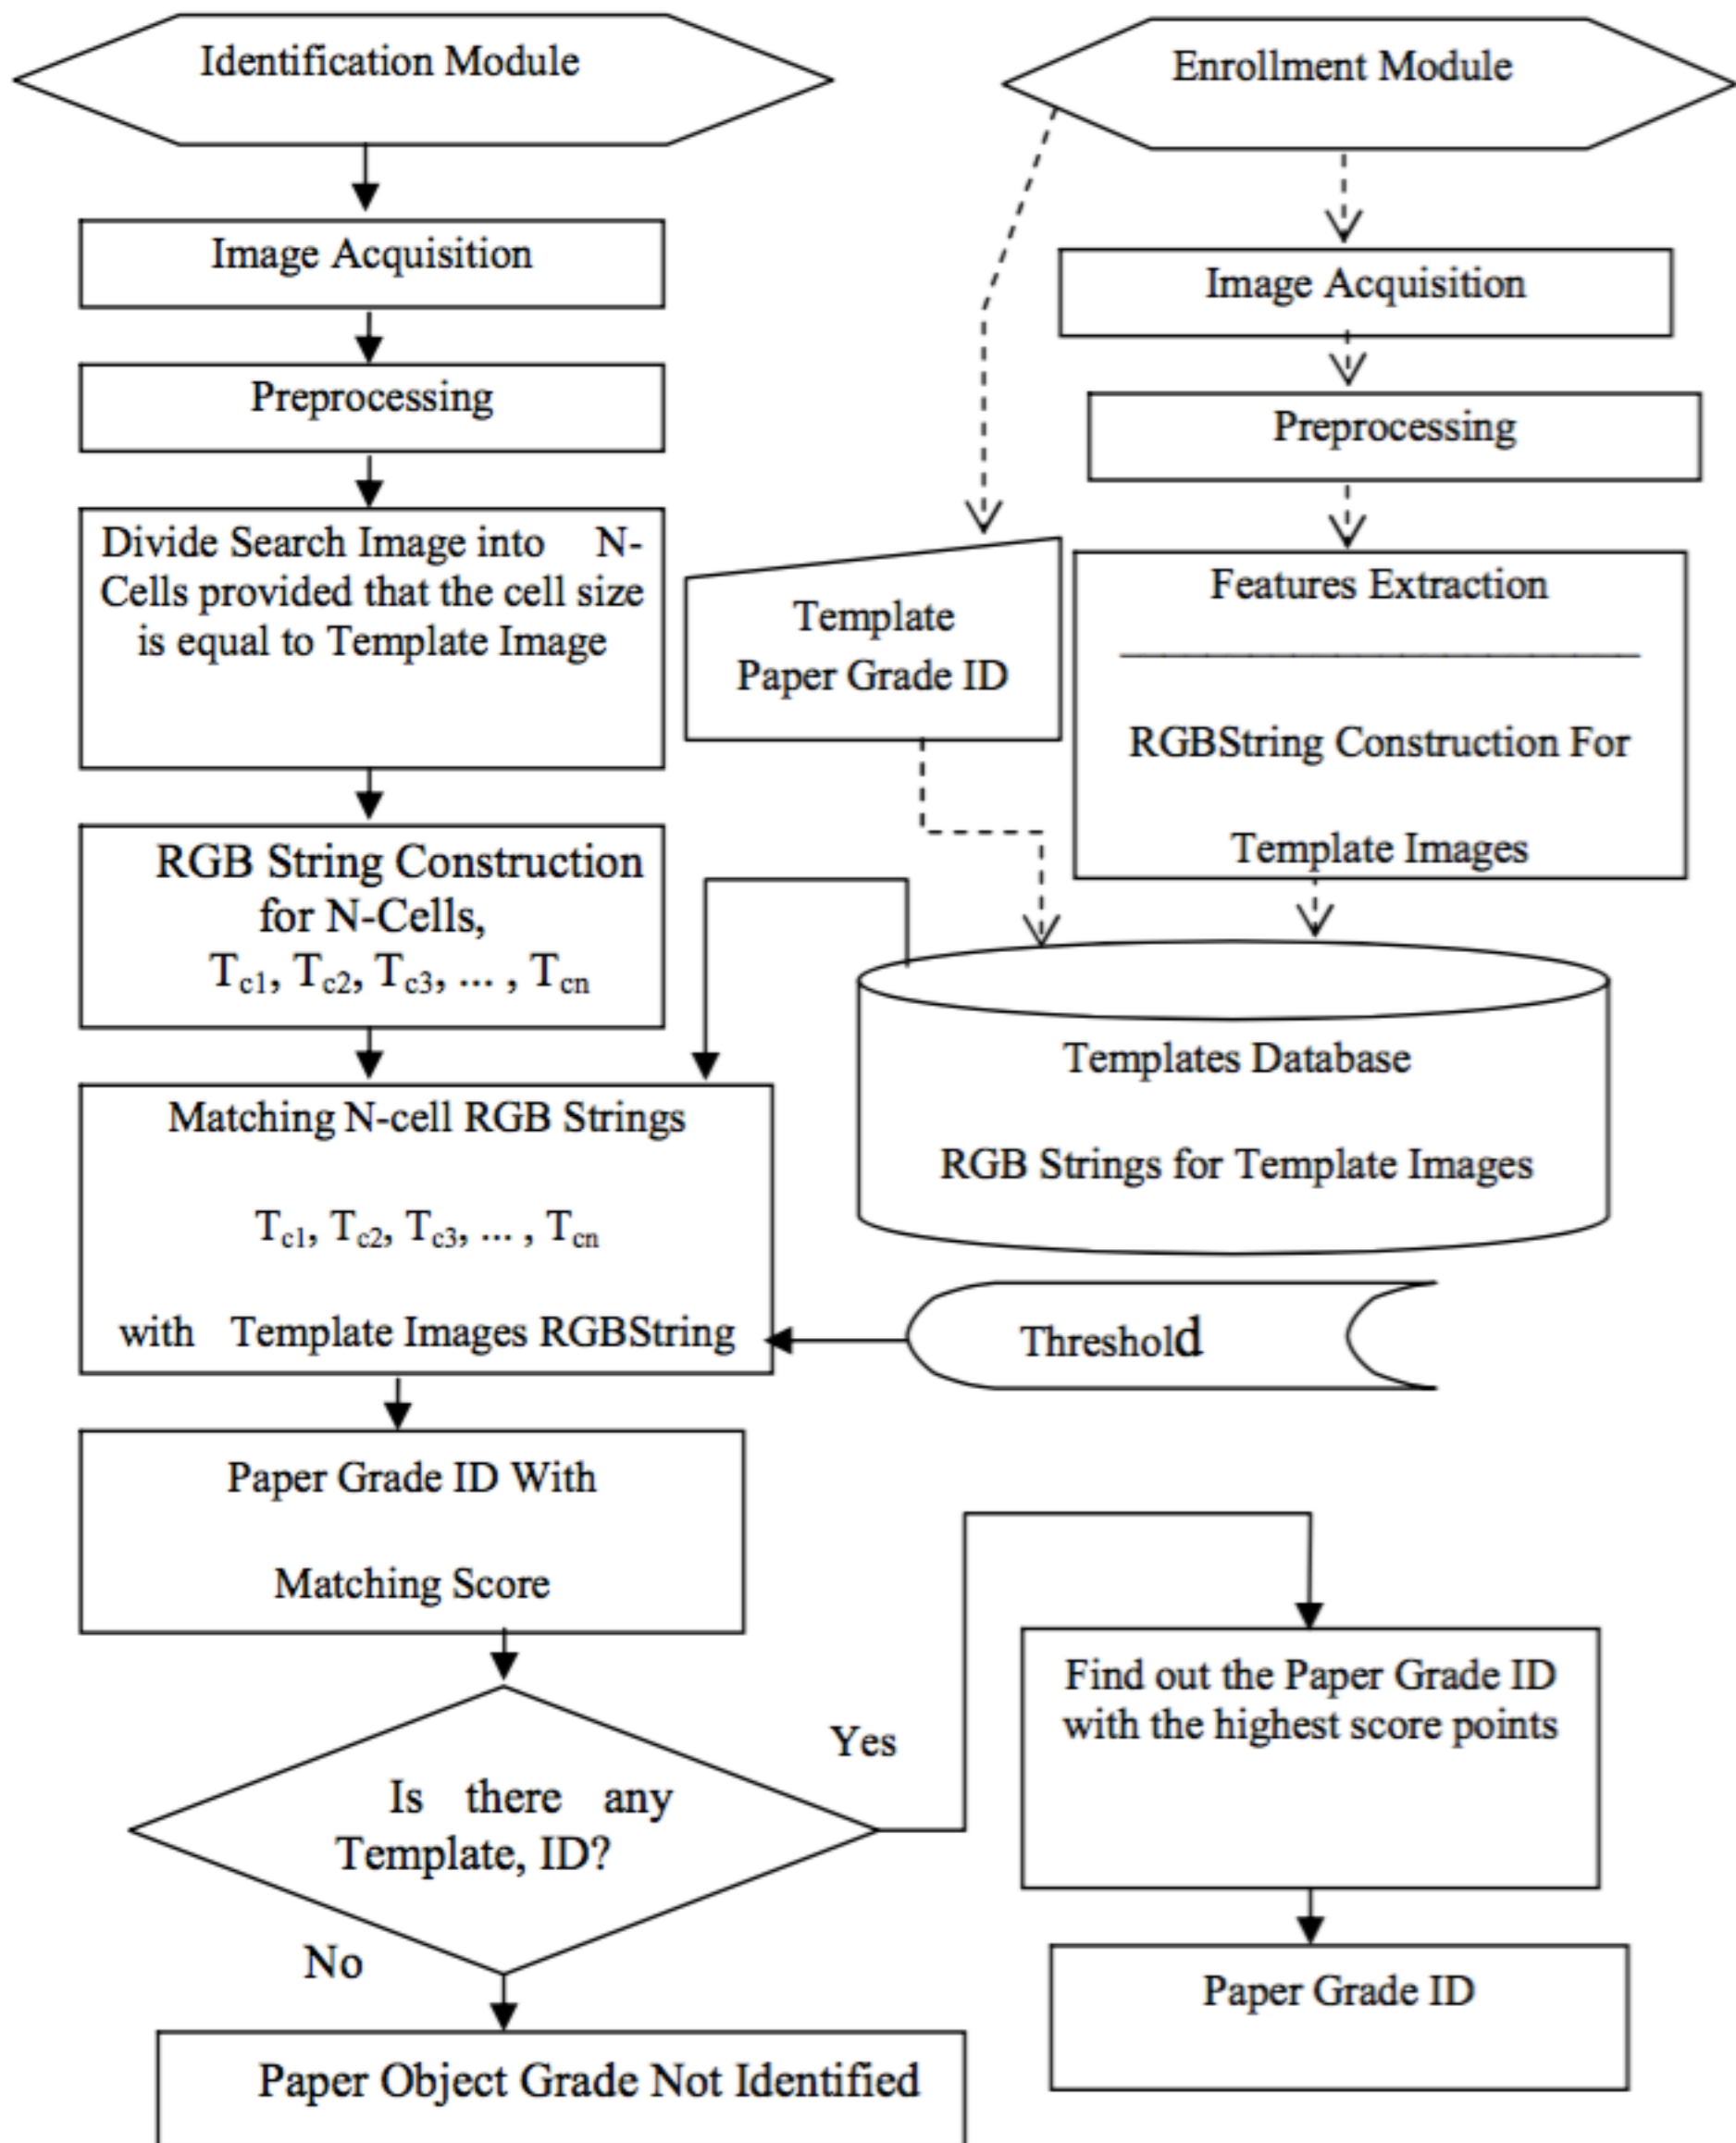 Identification Module
Image Acquisition
Preprocessing
Divide Search Image into N-
Cells provided that the cell size
is equal to Template Image
RGB String Construction
for N-Cells,
Tc1, Tc2, Tc3, ... , Tcn
Matching N-cell RGB Strings
Tc1, Tc2, Tc3, ... , Tcn
with Template Images RGBString
Paper Grade ID With
Matching Score
Is there any
Template, ID?
Yes
No
Paper Object Grade Not Identified
Enrollment Module
Image Acquisition
Preprocessing
Features Extraction
RGBString Construction For
Template Images
Template
Paper Grade ID
Templates Database
RGB Strings for Template Images
Threshold
Find out the Paper Grade ID
with the highest score points
Paper Grade ID